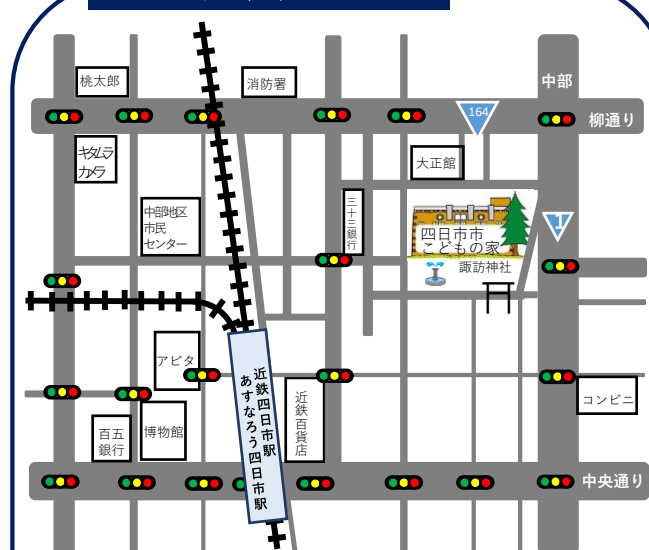 桃太郎
消防署
中部
164
柳通り
キタムラ
カメラ
大正館
中部地区
市民
センター
三十三銀行
四日市市
こどもの家
諏訪神社
1
アピタ
近鉄四日市駅
あすなろう四日市駅
近鉄百貨店
コンビニ
百五
銀行
博物館
中央通り